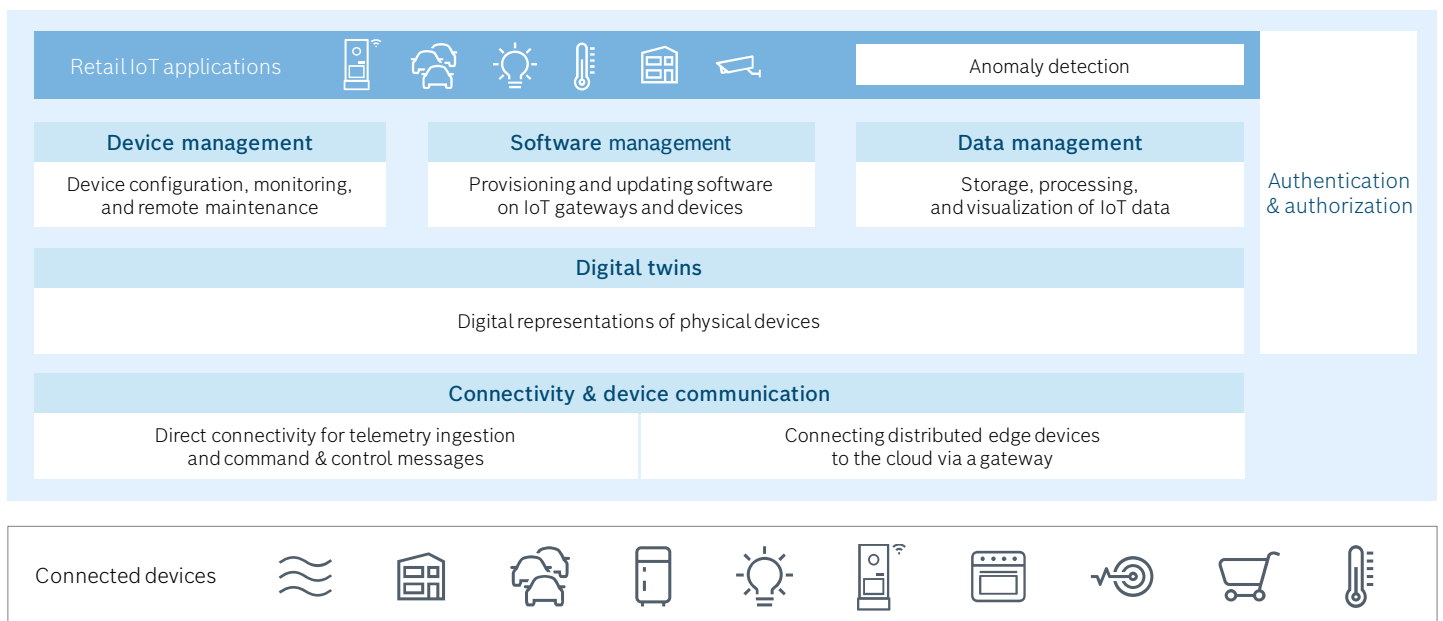 Retail IoT applications
Anomaly detection
Device management
Device configuration, monitoring,
and remote maintenance
Software management
Provisioning and updating software
on IoT gateways and devices
Data management
Storage, processing,
and visualization of IoT data
Authentication
& authorization
Digital twins
Digital representations of physical devices
Connectivity & device communication
Direct connectivity for telemetry ingestion
and command & control messages
Connecting distributed edge devices
to the cloud via a gateway
Connected devices